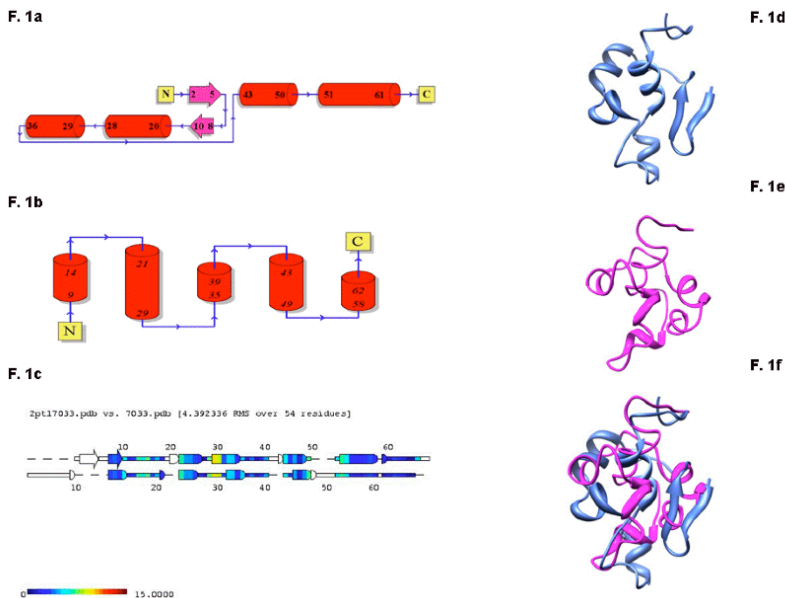 F. 1a
F. 1d
N 2 5 43 50 51 61 C
36 29 28 20 10 8
F. 1b
F. 1e
C
14 21 39 43 62
9 29 35 49 58
N
F. 1c
F. 1f
2pt17033.pdb vs. 7033.pdb [4.392336 RMS over 54 residues]
10 20 30 40 50 60
10 20 30 40 50 60
0 15.0000